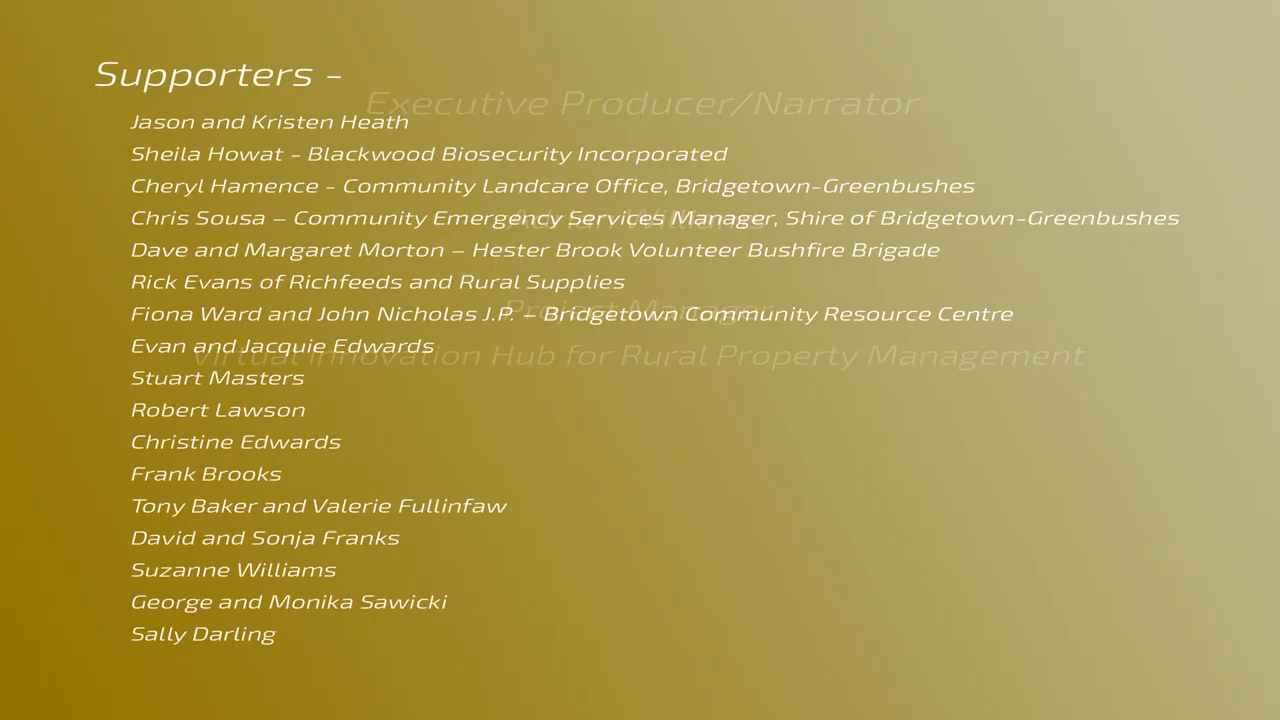 Supporters -
Executive Producer/Narrator
Jason and Kristen Heath
Sheila Howat - Blackwood Biosecurity Incorporated
Cheryl Hamence - Community Landcare Office, Bridgetown-Greenbushes
Chris Sousa – Community Emergency Services Manager, Shire of Bridgetown-Greenbushes
Dave and Margaret Morton – Hester Brook Volunteer Bushfire Brigade
Rick Evans of Richfeeds and Rural Supplies
Project Manager
Fiona Ward and John Nicholas J.P. – Bridgetown Community Resource Centre
Evan and Jacquie Edwards
Virtual Innovation Hub for Rural Property Management
Stuart Masters
Robert Lawson
Christine Edwards
Frank Brooks
Tony Baker and Valerie Fullinfaw
David and Sonja Franks
Suzanne Williams
George and Monika Sawicki
Sally Darling